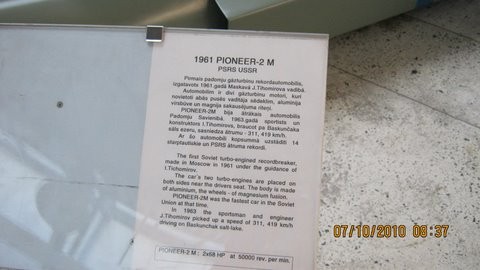 1961 PIONEER-2 M
PSRS USSR
Pirmais padomju gāzturbīnu rekordautomobilis,
izgatavots 1961.gadā Maskavā J.Tihomirova vadībā.
Automobilim ir divi gāzturbīnu motori, kuri
novietoti abās pusēs vadītāja sēdeklim, alumīnija
virsbūve un magnija sakausējuma riteņi.
PIONEER-2M bija ātrākais automobilis
Padomju Savienībā. 1963.gadā sportists un
konstruktors I.Tihomirovs, braucot pa Baskunčaka
sāls ezeru, sasniedza ātrumu - 311, 419 km/h.
Ar šo automobili kopsummā uzstādīti 14
starptautiskie un PSRS ātruma rekordi.
The first Soviet turbo-engined recordbreaker,
made in Moscow in 1961 under the guidance of
I.Tichomirov.
The car's two turbo-engines are placed on
both sides near the drivers seat. The body is made
of aluminium, the wheels - of magnesium fusion.
PIONEER-2M was the fastest car in the Soviet
Union at that time.
In 1963 the sportsman and engineer
J.Tihomirov picked up a speed of 311, 419 km/h
driving on Baskunchak salt-lake.
PIONEER-2 M : 2x68 HP at 50000 rev. per min.
07/10/2010 08:37